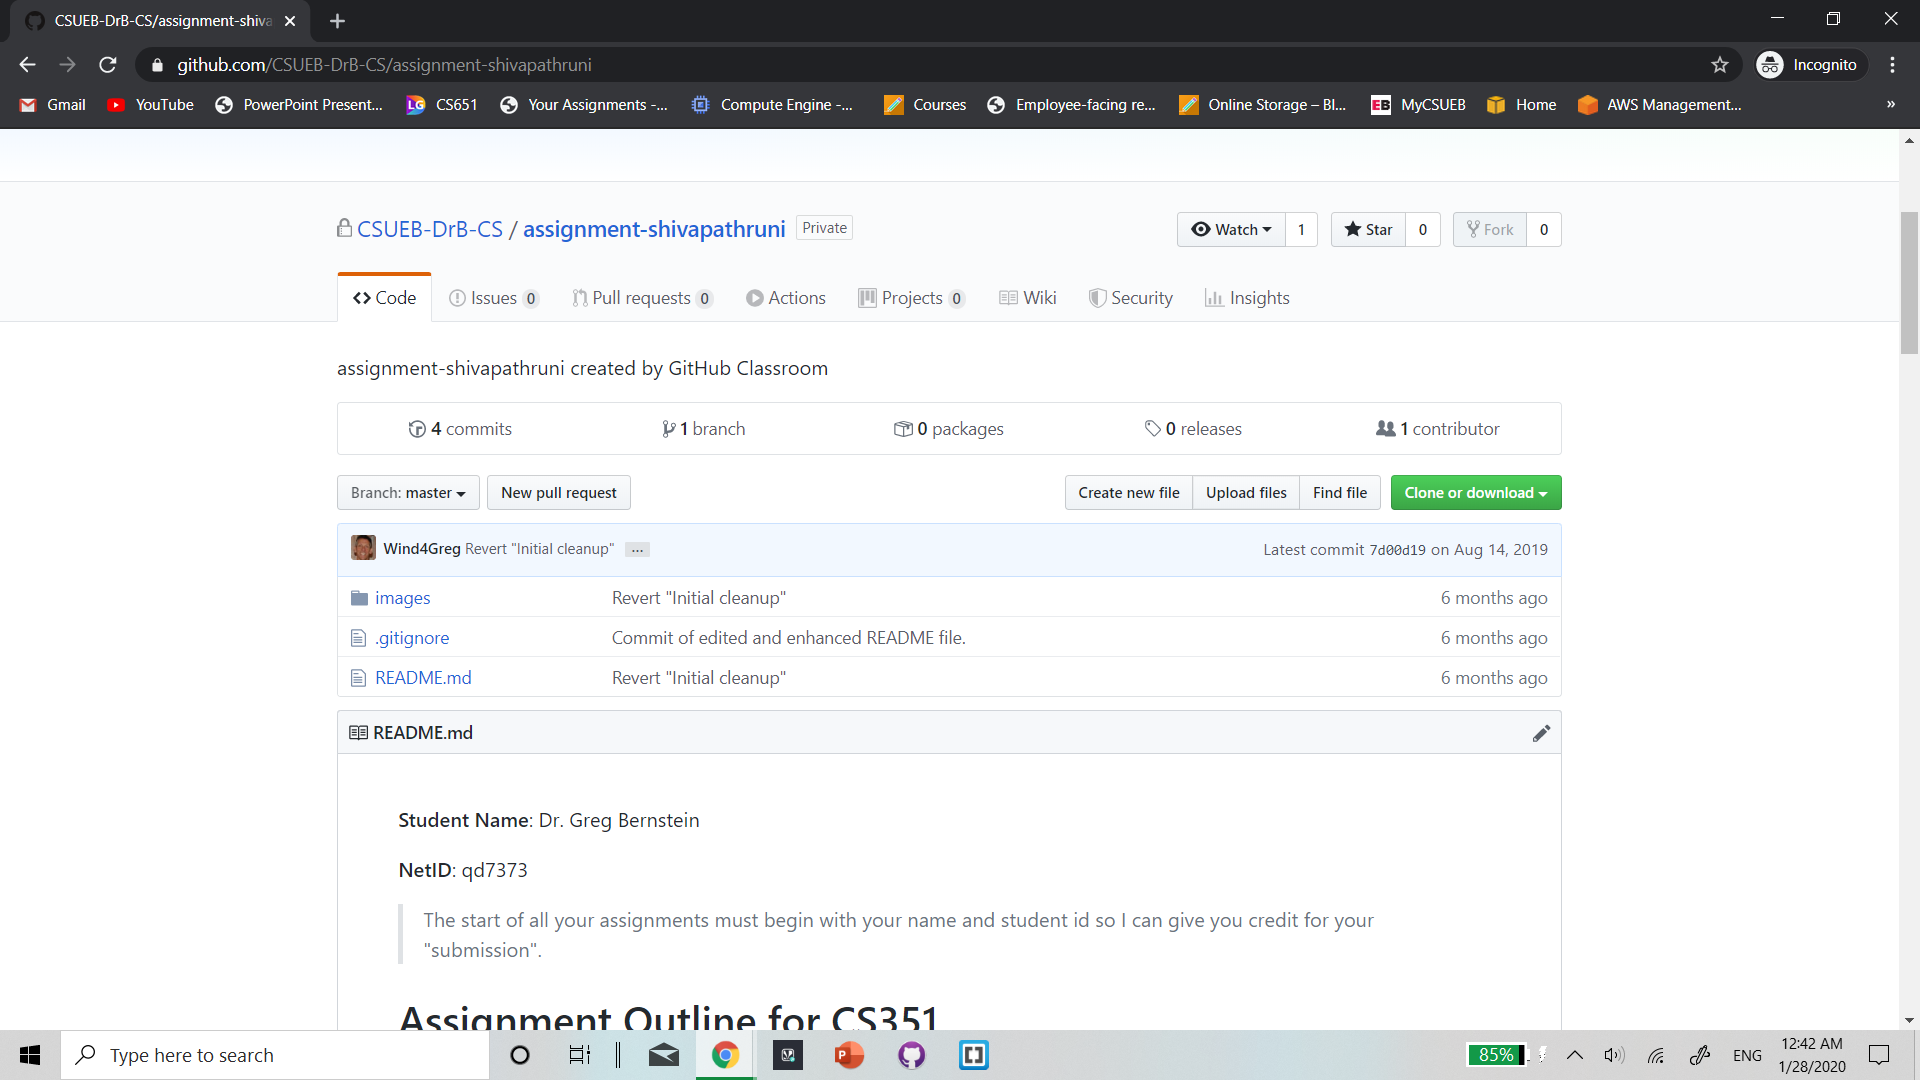 CSUEB-DrB-CS/assignment-shiva
github.com/CSUEB-DrB-CS/assignment-shivapathruni
Incognito
Gmail YouTube PowerPoint Present... CS651 Your Assignments -... Compute Engine -... Courses Employee-facing re... Online Storage – Bl... MyCSUEB Home AWS Management... »
CSUEB-DrB-CS / assignment-shivapathruni Private
Watch 1 Star 0 Fork 0
Code Issues 0 Pull requests 0 Actions Projects 0 Wiki Security Insights
assignment-shivapathruni created by GitHub Classroom
4 commits 1 branch 0 packages 0 releases 1 contributor
Branch: master New pull request Create new file Upload files Find file Clone or download
Wind4Greg Revert "Initial cleanup" ... Latest commit 7d00d19 on Aug 14, 2019
images Revert "Initial cleanup" 6 months ago
.gitignore Commit of edited and enhanced README file. 6 months ago
README.md Revert "Initial cleanup" 6 months ago
README.md
Student Name: Dr. Greg Bernstein
NetID: qd7373
The start of all your assignments must begin with your name and student id so I can give you credit for your
"submission".
Assignment Outline for CS351
Type here to search
85%
ENG
12:42 AM
1/28/2020